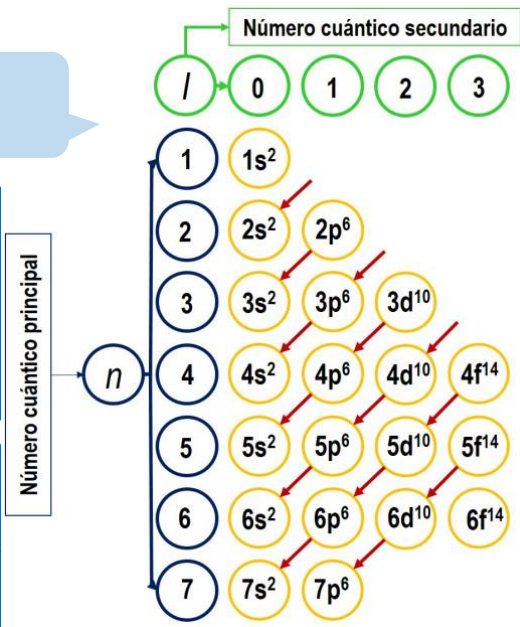 Número cuántico secundario
l 0 1 2 3
1 1s²
2 2s² 2p⁶
3 3s² 3p⁶ 3d¹⁰
Número cuántico principal
n
4 4s² 4p⁶ 4d¹⁰ 4f¹⁴
5 5s² 5p⁶ 5d¹⁰ 5f¹⁴
6 6s² 6p⁶ 6d¹⁰ 6f¹⁴
7 7s² 7p⁶